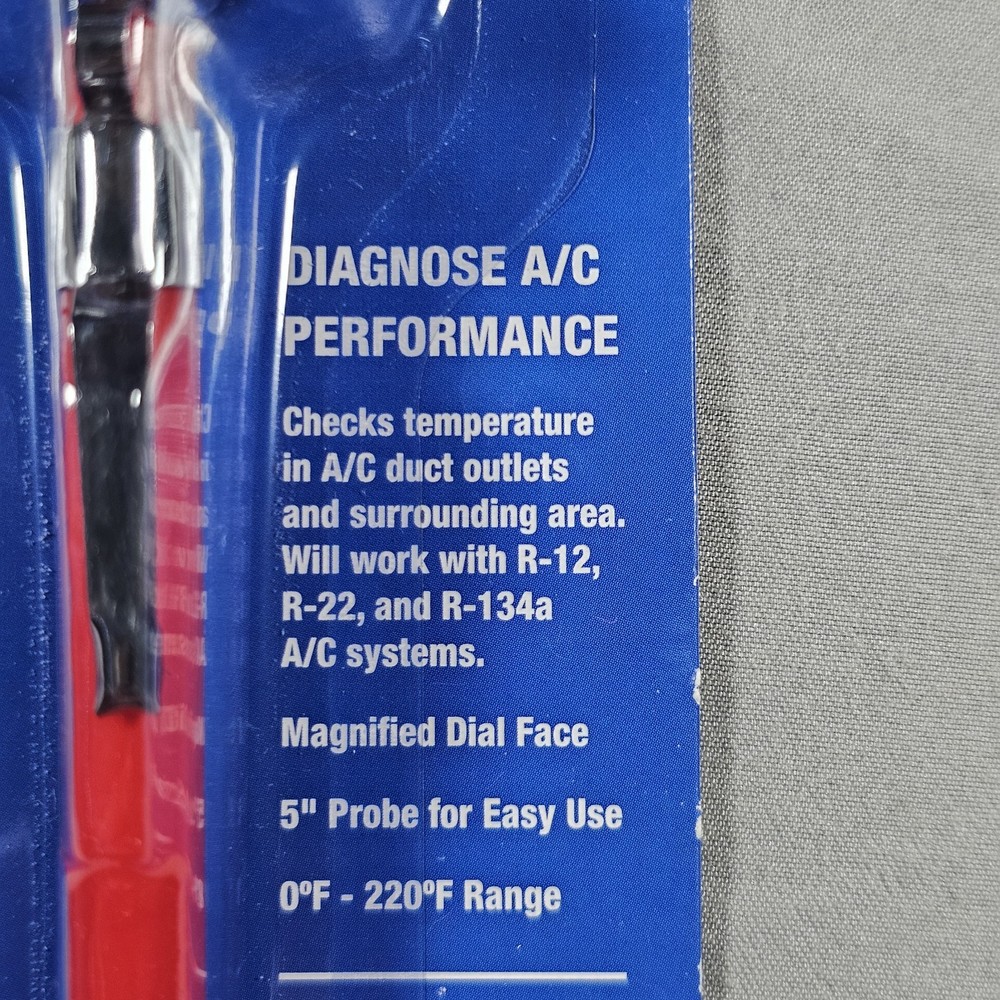 DIAGNOSE A/C
PERFORMANCE
Checks temperature
in A/C duct outlets
and surrounding area.
Will work with R-12,
R-22, and R-134a
A/C systems.
Magnified Dial Face
5" Probe for Easy Use
0ºF - 220ºF Range